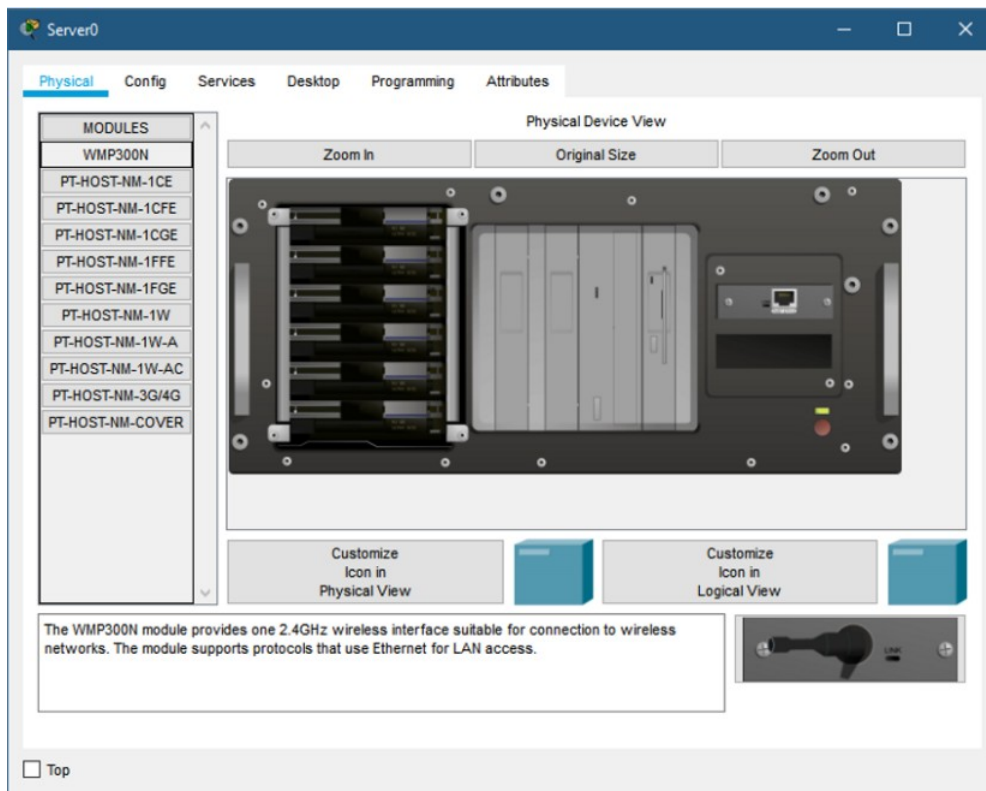 Server0
Physical Config Services Desktop Programming Attributes
MODULES
WMP300N
PT-HOST-NM-1CE
PT-HOST-NM-1CFE
PT-HOST-NM-1CGE
PT-HOST-NM-1FFE
PT-HOST-NM-1FGE
PT-HOST-NM-1W
PT-HOST-NM-1W-A
PT-HOST-NM-1W-AC
PT-HOST-NM-3G/4G
PT-HOST-NM-COVER
Physical Device View
Zoom In Original Size Zoom Out
Customize
Icon in
Physical View
Customize
Icon in
Logical View
The WMP300N module provides one 2.4GHz wireless interface suitable for connection to wireless
networks. The module supports protocols that use Ethernet for LAN access.
LINK
Top